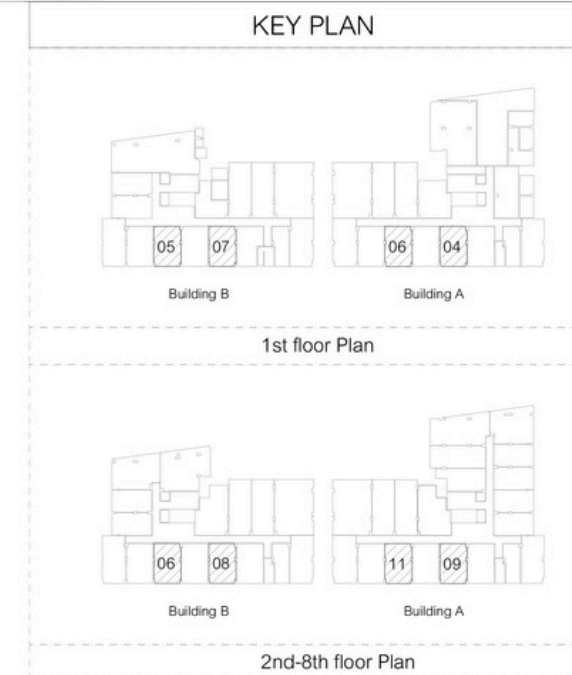 KEY PLAN
05 07 06 04
Building B Building A
1st floor Plan
06 08 11 09
Building B Building A
2nd-8th floor Plan